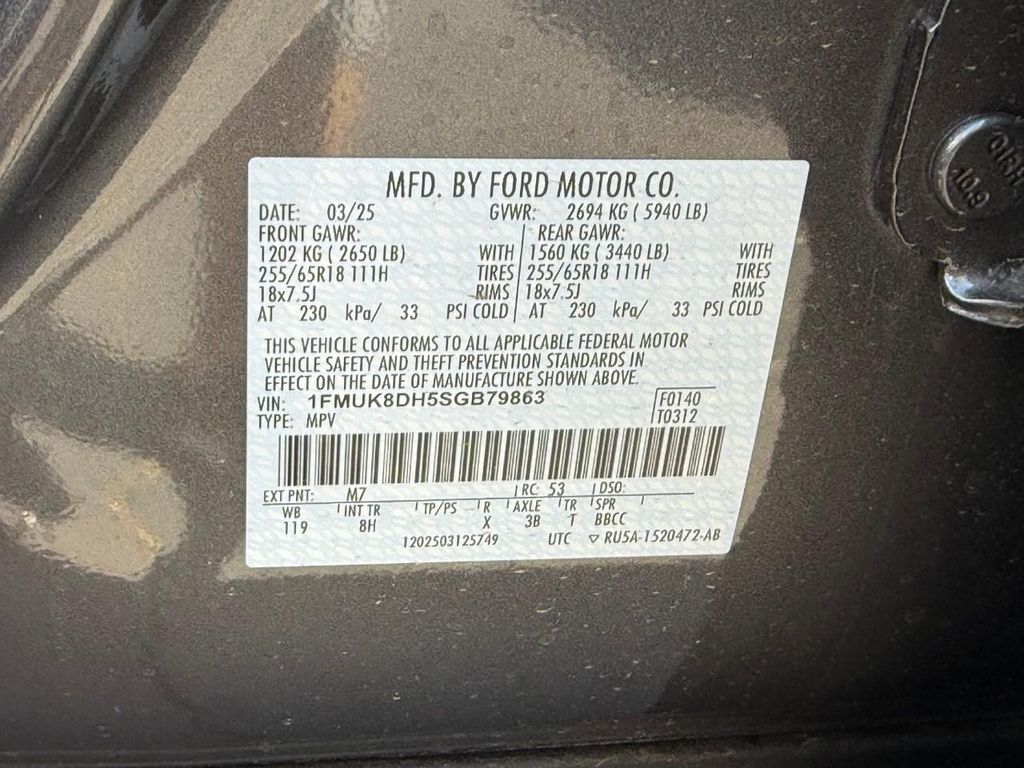 MFD. BY FORD MOTOR CO.
DATE: 03/25 GVWR: 2694 KG ( 5940 LB)
FRONT GAWR: REAR GAWR:
1202 KG ( 2650 LB) WITH 1560 KG ( 3440 LB) WITH
255/65R18 111H TIRES 255/65R18 111H TIRES
18x7.5J RIMS 18x7.5J RIMS
AT 230 kPa/ 33 PSI COLD AT 230 kPa/ 33 PSI COLD
THIS VEHICLE CONFORMS TO ALL APPLICABLE FEDERAL MOTOR
VEHICLE SAFETY AND THEFT PREVENTION STANDARDS IN
EFFECT ON THE DATE OF MANUFACTURE SHOWN ABOVE.
VIN: 1FMUK8DH5SGB79863 F0140
TYPE: MPV T0312
EXT PNT: M7 RC: 53 DSO:
WB INT TR TP/PS R AXLE TR SPR
119 8H X 3B T BBCC
1202503125749 UTC ▽ RU5A-1520472-AB
10.9